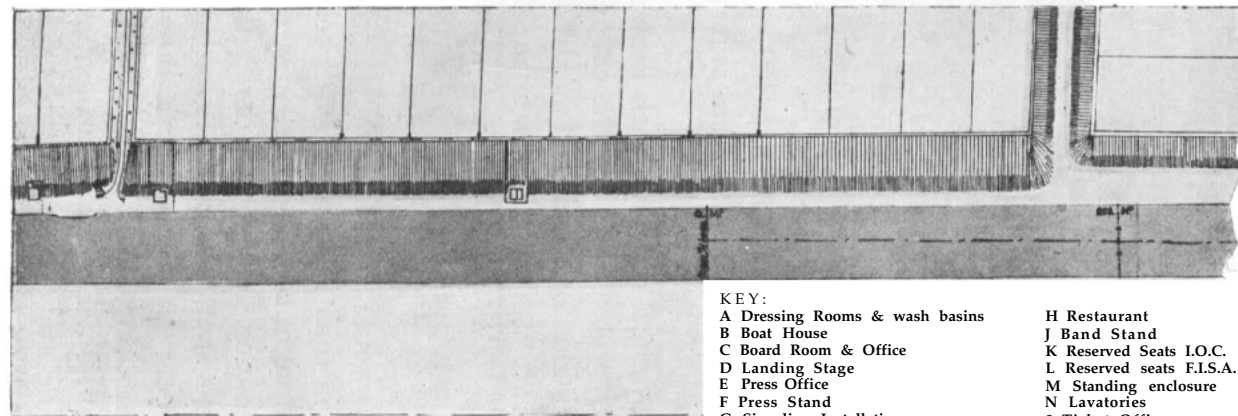 KEY:
A Dressing Rooms & wash basins
B Boat House
C Board Room & Office
D Landing Stage
E Press Office
F Press Stand
H Restaurant
J Band Stand
K Reserved Seats I.O.C.
L Reserved seats F.I.S.A.
M Standing enclosure
N Lavatories